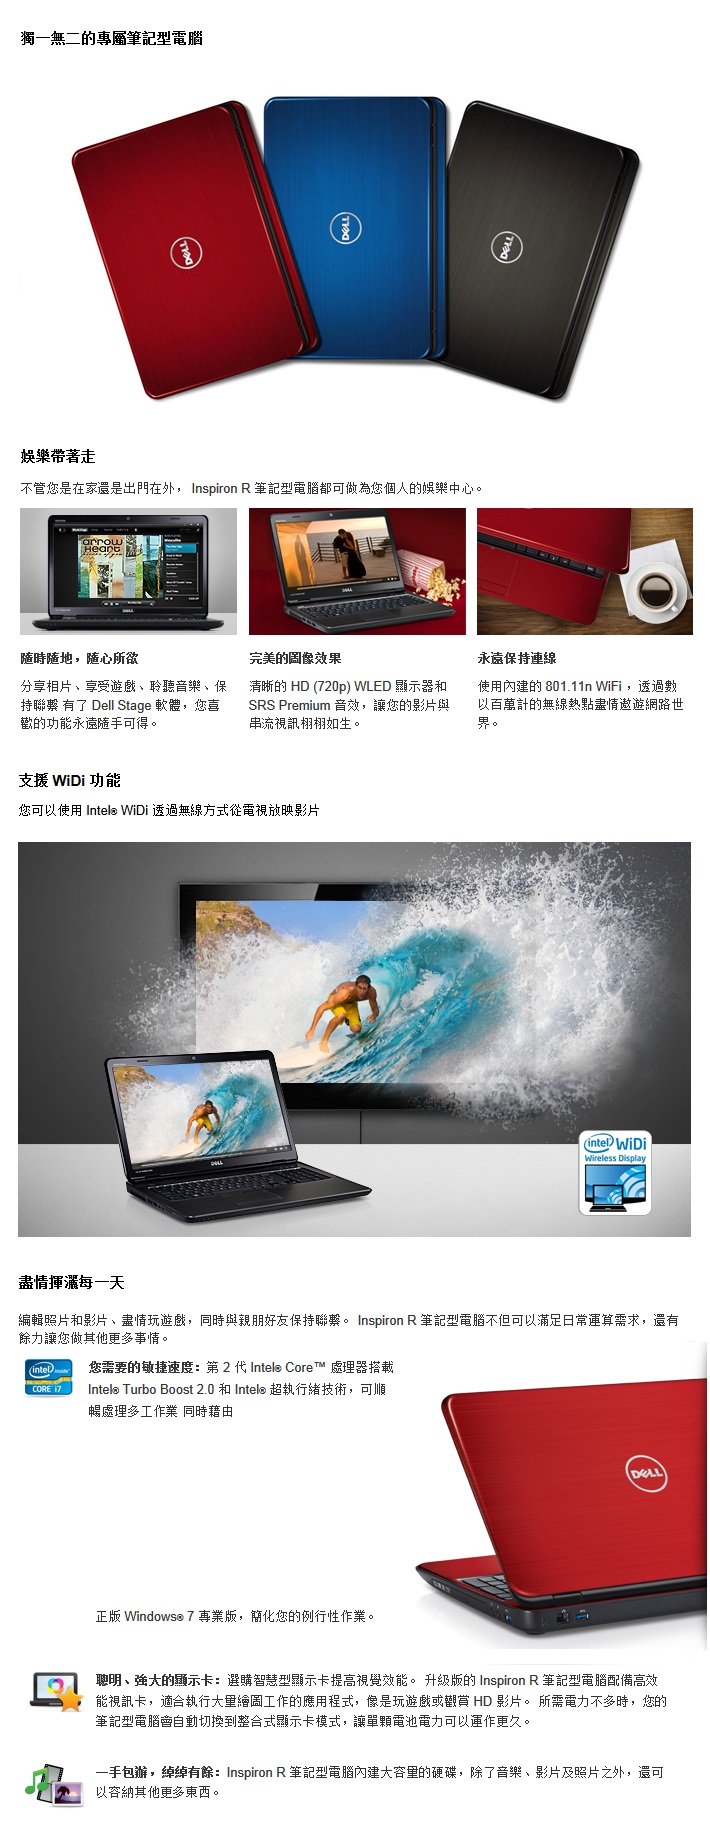 獨一無二的專屬筆記型電腦
DELL
DELL
DELL
娛樂帶著走
不管您是在家還是出門在外， Inspiron R 筆記型電腦都可做為您個人的娛樂中心。
ARROW
HEART
DELL
DELL
隨時隨地，隨心所欲
分享相片、享受遊戲、聆聽音樂、保
持聯繫 有了 Dell Stage 軟體，您喜
歡的功能永遠隨手可得。
完美的圖像效果
清晰的 HD (720p) WLED 顯示器和
SRS Premium 音效，讓您的影片與
串流視訊栩栩如生。
永遠保持連線
使用內建的 801.11n WiFi ，透過數
以百萬計的無線熱點盡情遨遊網路世
界。
支援 WiDi 功能
您可以使用 Intel® WiDi 透過無線方式從電視放映影片
DELL
intel WiDi
Wireless Display
盡情揮灑每一天
編輯照片和影片、盡情玩遊戲，同時與親朋好友保持聯繫。 Inspiron R 筆記型電腦不但可以滿足日常運算需求，還有
餘力讓您做其他更多事情。
intel inside
CORE i7
您需要的敏捷速度：第 2 代 Intel® Core™ 處理器搭載
Intel® Turbo Boost 2.0 和 Intel® 超執行緒技術，可順
暢處理多工作業 同時藉由
DELL
正版 Windows® 7 專業版，簡化您的例行性作業。
聰明、強大的顯示卡：選購智慧型顯示卡提高視覺效能。 升級版的 Inspiron R 筆記型電腦配備高效
能視訊卡，適合執行大量繪圖工作的應用程式，像是玩遊戲或觀賞 HD 影片。 所需電力不多時，您的
筆記型電腦會自動切換到整合式顯示卡模式，讓單顆電池電力可以運作更久。
一手包辦，綽綽有餘：Inspiron R 筆記型電腦內建大容量的硬碟，除了音樂、影片及照片之外，還可
以容納其他更多東西。